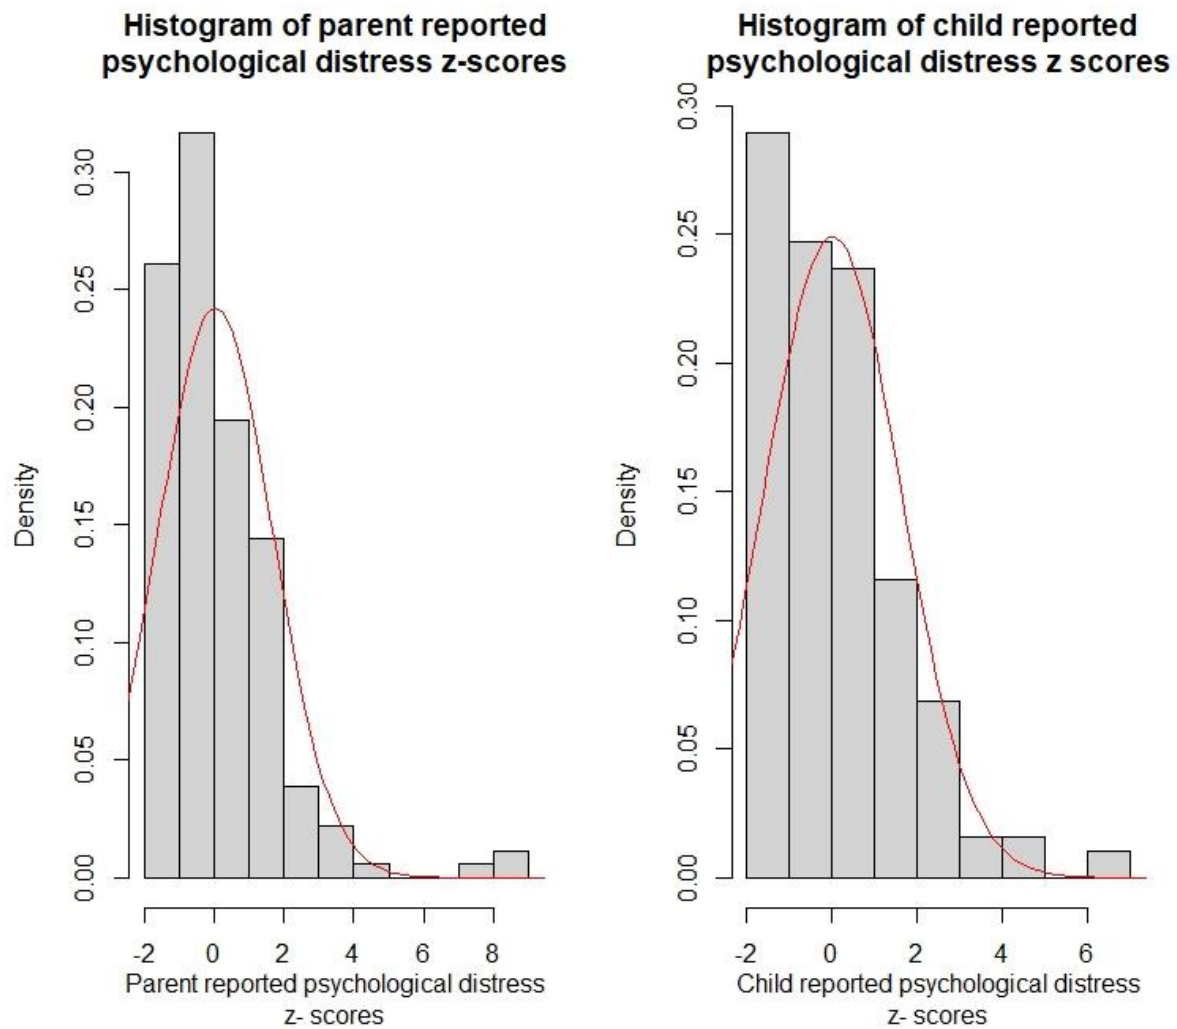 Histogram of parent reported
psychological distress z-scores
0.30
0.25
0.20
0.15
0.10
0.05
0.00
Density
-2 0 2 4 6 8
Parent reported psychological distress
z- scores
Histogram of child reported
psychological distress z scores
0.30
0.25
0.20
0.15
0.10
0.05
0.00
Density
-2 0 2 4 6
Child reported psychological distress
z- scores